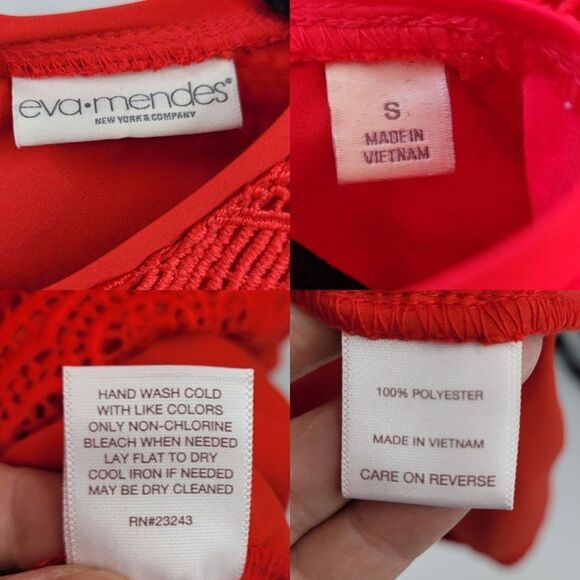 eva•mendes®
NEW YORK & COMPANY
S
MADE IN
VIETNAM
HAND WASH COLD
WITH LIKE COLORS
ONLY NON-CHLORINE
BLEACH WHEN NEEDED
LAY FLAT TO DRY
COOL IRON IF NEEDED
MAY BE DRY CLEANED
RN#23243
100% POLYESTER
MADE IN VIETNAM
CARE ON REVERSE